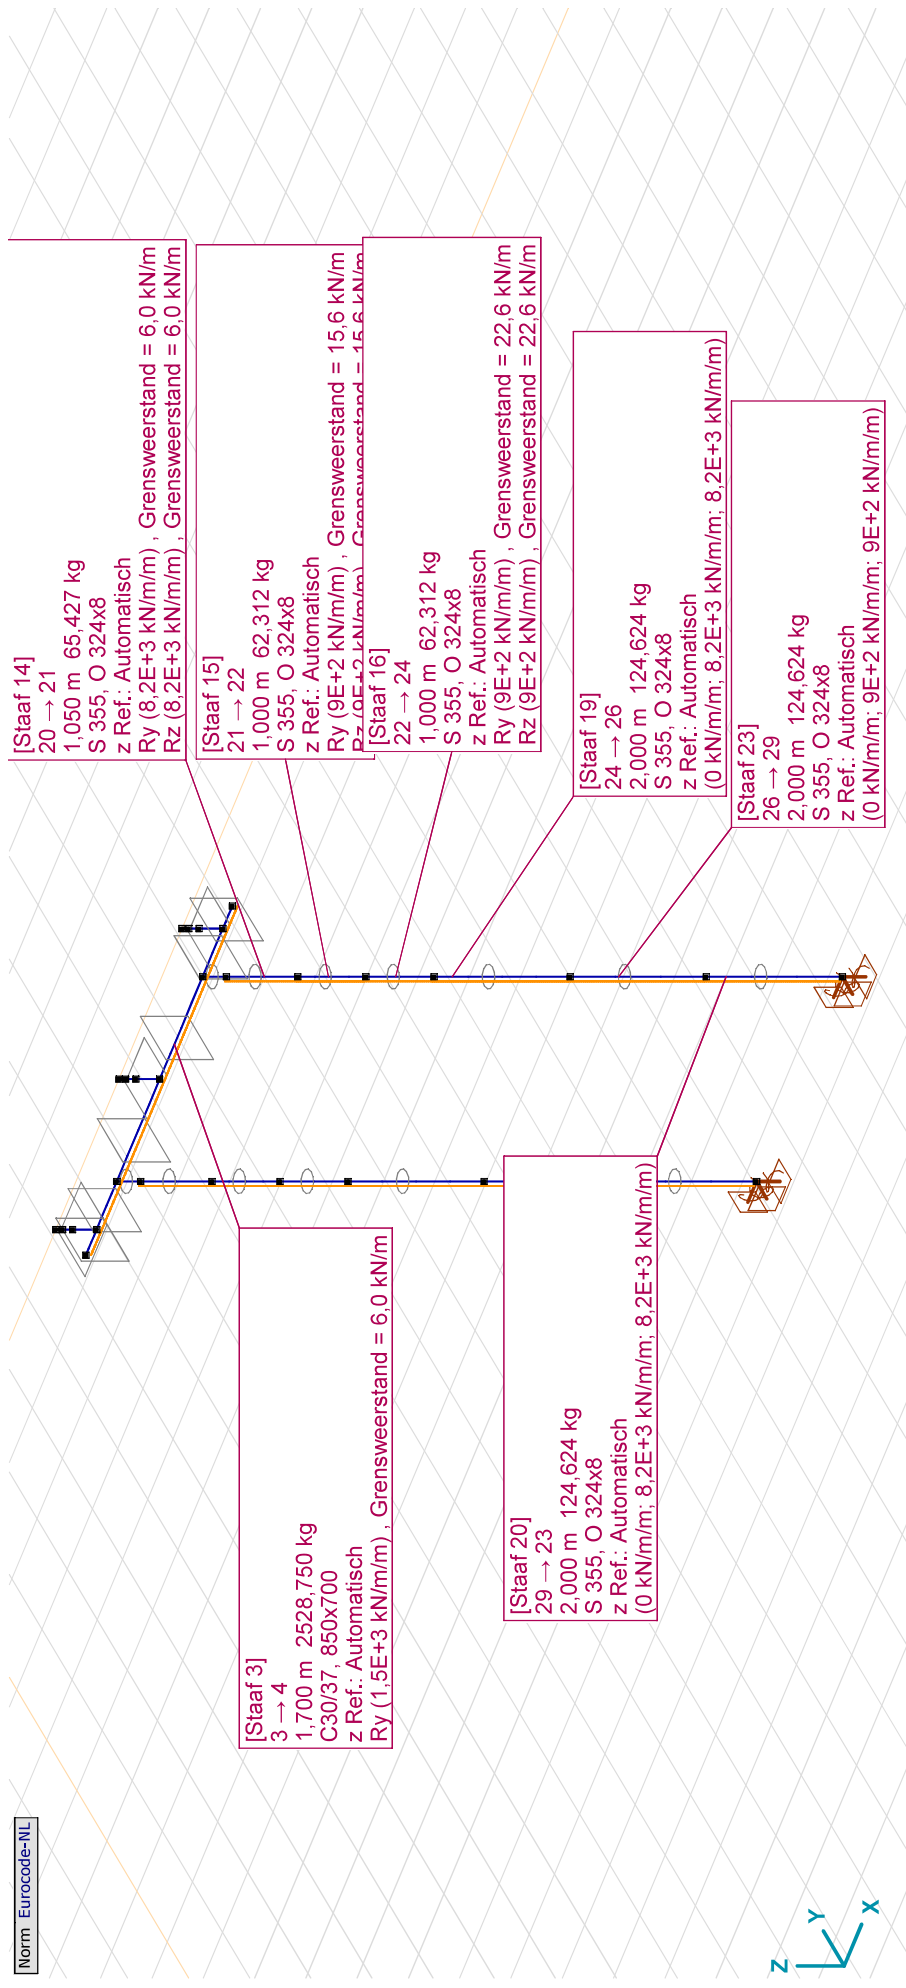 Norm Eurocode-NL
[Staaf 14]
20 → 21
1,050 m 65,427 kg
S 355, O 324x8
z Ref.: Automatisch
Ry (8,2E+3 kN/m/m) , Grensweerstand = 6,0 kN/m
Rz (8,2E+3 kN/m/m) , Grensweerstand = 6,0 kN/m
[Staaf 15]
21 → 22
1,000 m 62,312 kg
S 355, O 324x8
z Ref.: Automatisch
Ry (9E+2 kN/m/m) , Grensweerstand = 15,6 kN/m
Rz (9E+2 kN/m/m) , Grensweerstand = 15,6 kN/m
[Staaf 16]
22 → 24
1,000 m 62,312 kg
S 355, O 324x8
z Ref.: Automatisch
Ry (9E+2 kN/m/m) , Grensweerstand = 22,6 kN/m
Rz (9E+2 kN/m/m) , Grensweerstand = 22,6 kN/m
[Staaf 19]
24 → 26
2,000 m 124,624 kg
S 355, O 324x8
z Ref.: Automatisch
(0 kN/m/m; 8,2E+3 kN/m/m; 8,2E+3 kN/m/m)
[Staaf 23]
26 → 29
2,000 m 124,624 kg
S 355, O 324x8
z Ref.: Automatisch
(0 kN/m/m; 9E+2 kN/m/m; 9E+2 kN/m/m)
[Staaf 3]
3 → 4
1,700 m 2528,750 kg
C30/37, 850x700
z Ref.: Automatisch
Ry (1,5E+3 kN/m/m) , Grensweerstand = 6,0 kN/m
[Staaf 20]
29 → 23
2,000 m 124,624 kg
S 355, O 324x8
z Ref.: Automatisch
(0 kN/m/m; 8,2E+3 kN/m/m; 8,2E+3 kN/m/m)
Z
Y
X